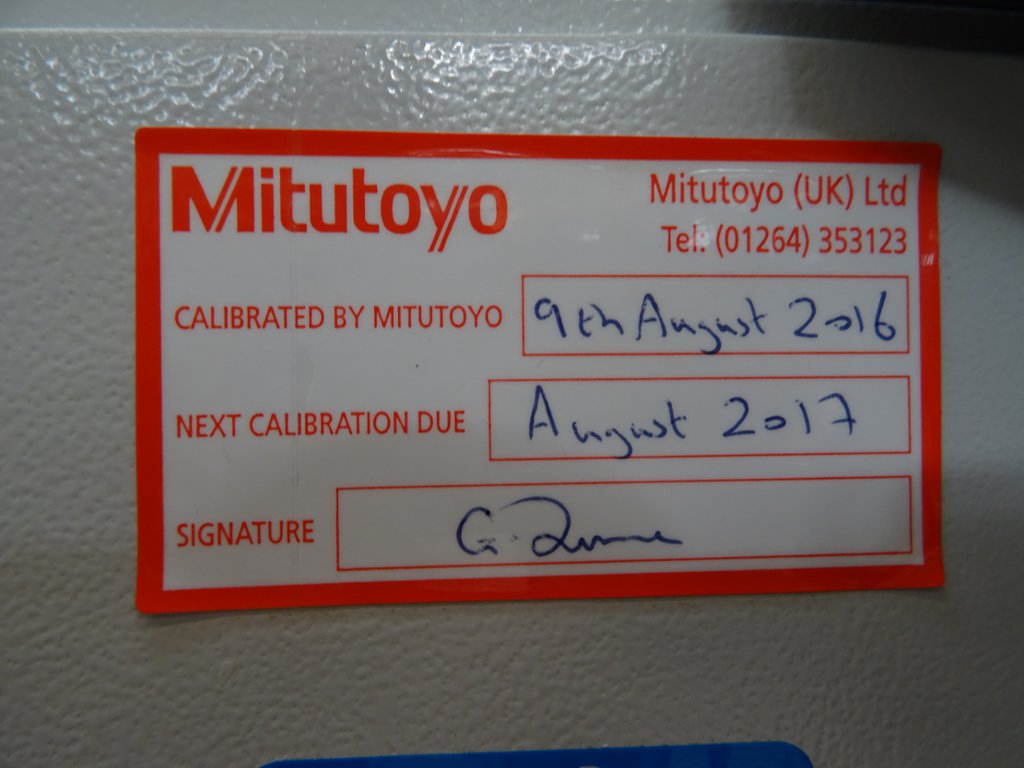 Mitutoyo
Mitutoyo (UK) Ltd
Tel: (01264) 353123
CALIBRATED BY MITUTOYO 9th August 2016
NEXT CALIBRATION DUE August 2017
SIGNATURE G.